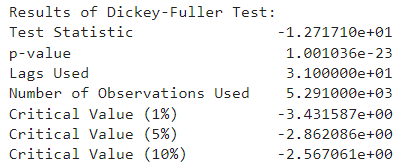 Results of Dickey-Fuller Test:
Test Statistic -1.271710e+01
p-value 1.001036e-23
Lags Used 3.100000e+01
Number of Observations Used 5.291000e+03
Critical Value (1%) -3.431587e+00
Critical Value (5%) -2.862086e+00
Critical Value (10%) -2.567061e+00